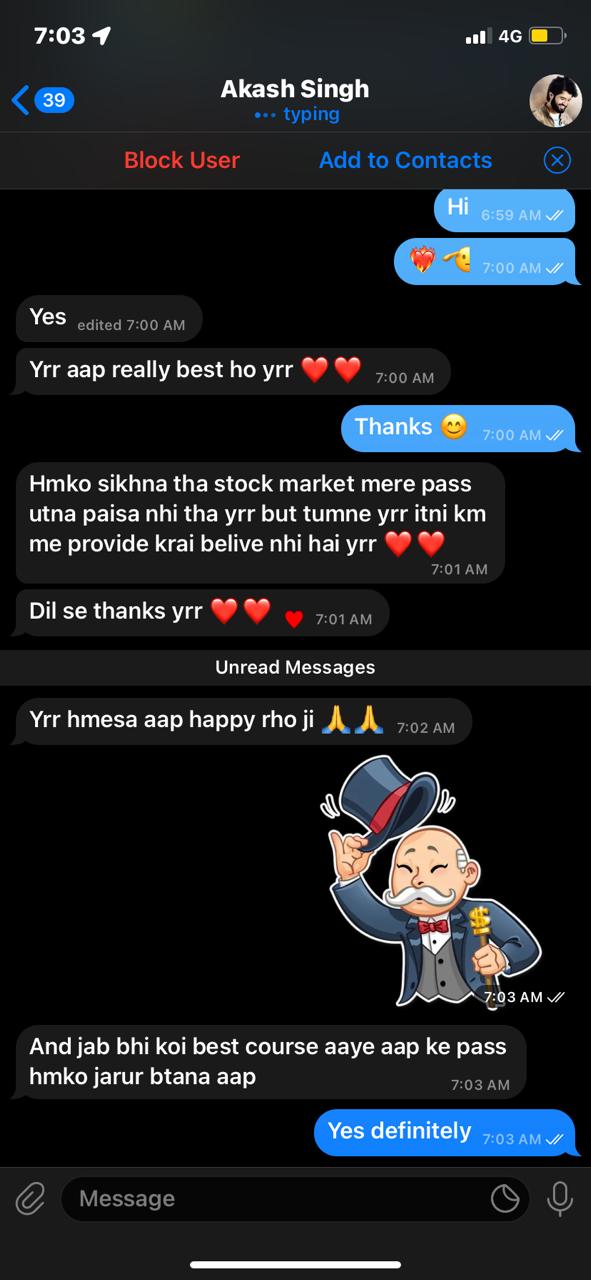 7:03
4G
39
Akash Singh
typing
Block User
Add to Contacts
Hi 6:59 AM
7:00 AM
Yes edited 7:00 AM
Yrr aap really best ho yrr ❤️❤️ 7:00 AM
Thanks 😊 7:00 AM
Hmko sikhna tha stock market mere pass
utna paisa nhi tha yrr but tumne yrr itni km
me provide krai belive nhi hai yrr ❤️❤️
7:01 AM
Dil se thanks yrr ❤️❤️ ♥️ 7:01 AM
Unread Messages
Yrr hmesa aap happy rho ji 🙏🙏 7:02 AM
$
7:03 AM
And jab bhi koi best course aaye aap ke pass
hmko jarur btana aap 7:03 AM
Yes definitely 7:03 AM
Message